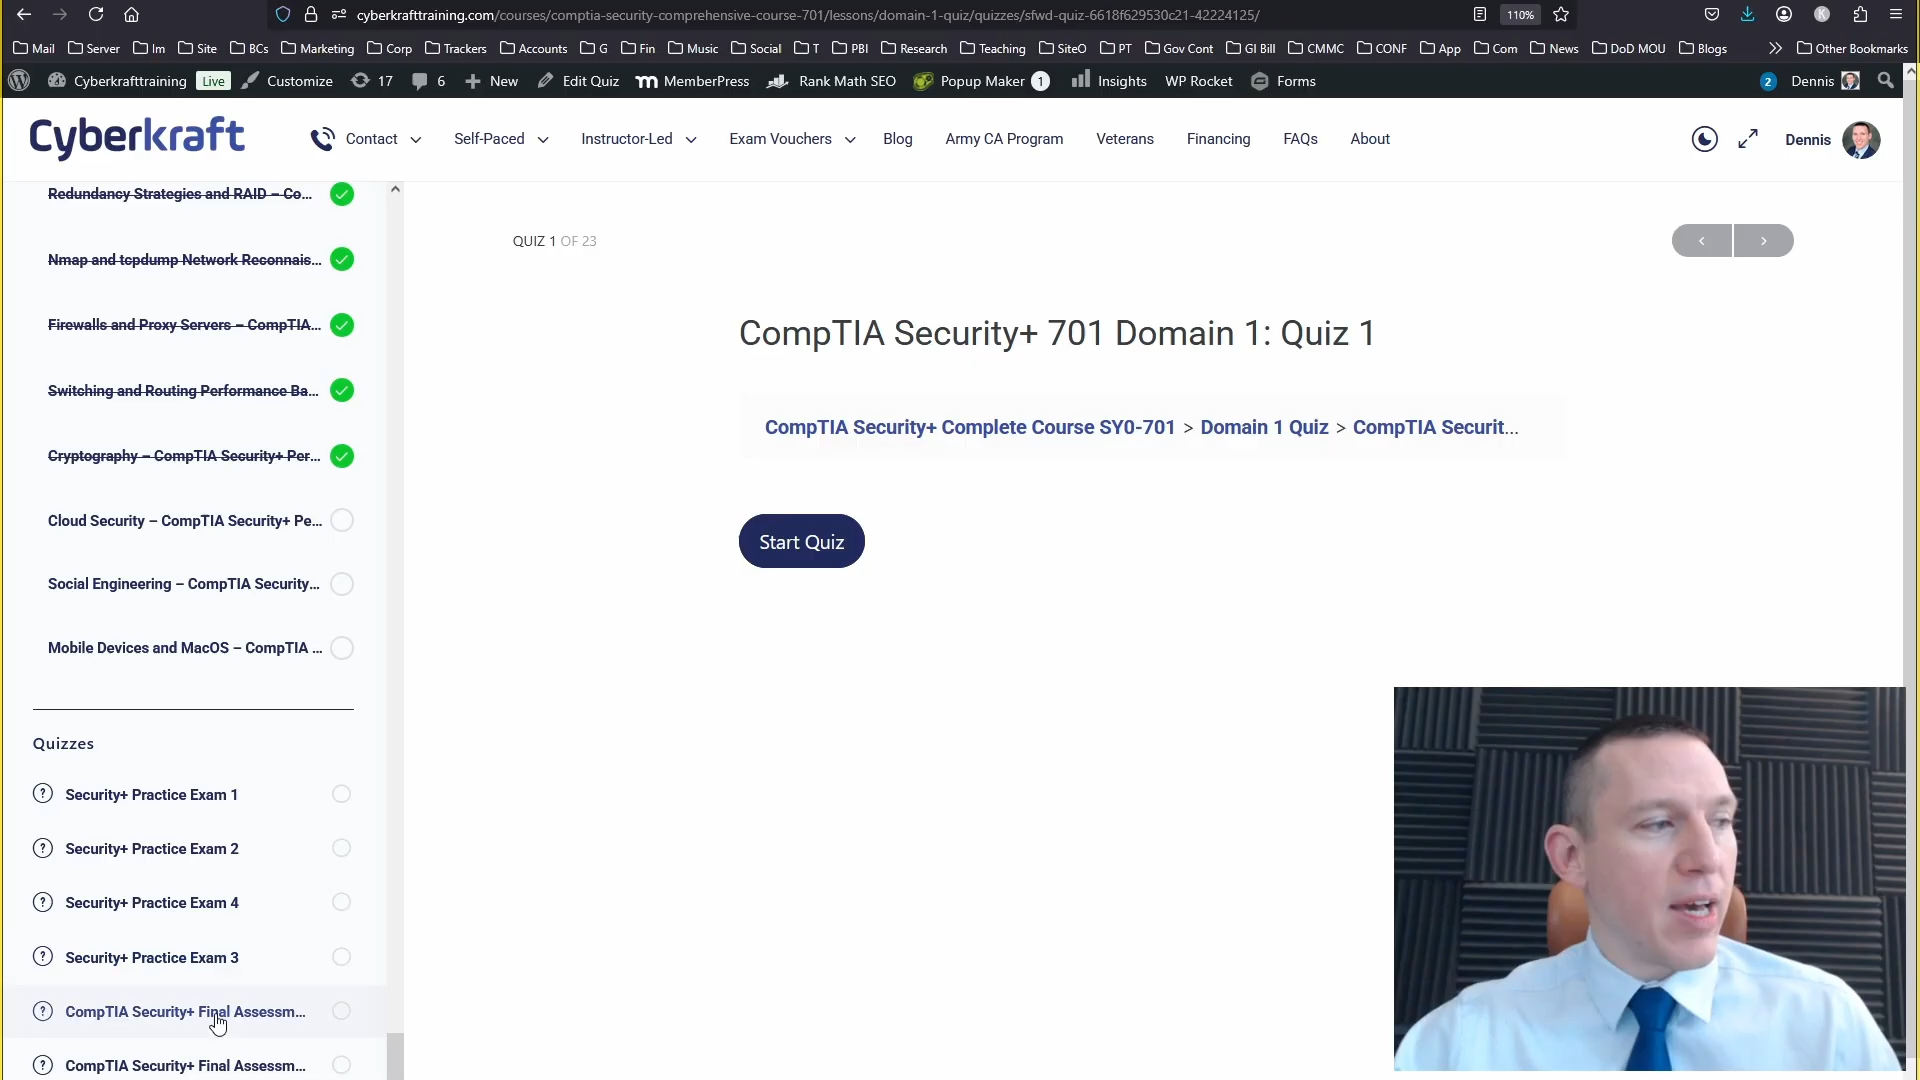 cyberkrafttraining.com/courses/comptia-security-comprehensive-course-701/lessons/domain-1-quiz/quizzes/sfwd-quiz-6618f629530c21-42224125/
110%
Mail Server Im Site BCs Marketing Corp Trackers Accounts G Fin Music Social T PBI Research Teaching SiteO PT Gov Cont GI Bill CMMC CONF App Com News DoD MOU Blogs Other Bookmarks
Cyberkrafttraining Live Customize 17 6 New Edit Quiz MemberPress Rank Math SEO Popup Maker 1 Insights WP Rocket Forms 2 Dennis
Cyberkraft Contact Self-Paced Instructor-Led Exam Vouchers Blog Army CA Program Veterans Financing FAQs About Dennis
Redundancy Strategies and RAID – Co...
Nmap and tcpdump Network Reconnais...
Firewalls and Proxy Servers – CompTIA...
Switching and Routing Performance Ba...
Cryptography – CompTIA Security+ Per...
Cloud Security – CompTIA Security+ Pe...
Social Engineering – CompTIA Security...
Mobile Devices and MacOS – CompTIA ...
Quizzes
? Security+ Practice Exam 1
? Security+ Practice Exam 2
? Security+ Practice Exam 4
? Security+ Practice Exam 3
? CompTIA Security+ Final Assessm...
? CompTIA Security+ Final Assessm...
QUIZ 1 OF 23
CompTIA Security+ 701 Domain 1: Quiz 1
CompTIA Security+ Complete Course SY0-701 > Domain 1 Quiz > CompTIA Securit...
Start Quiz